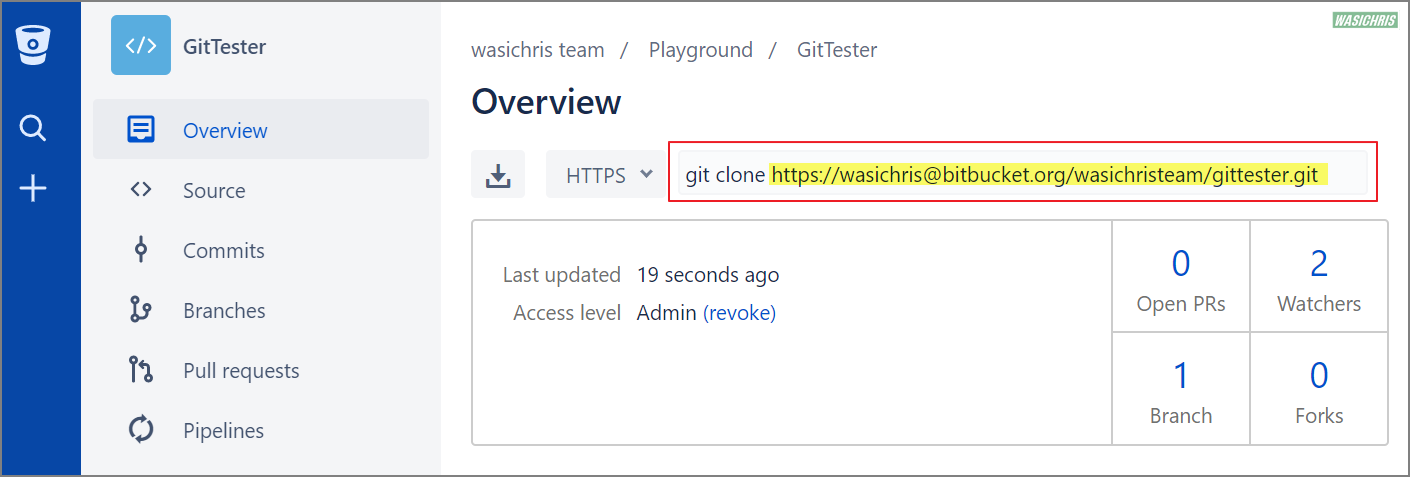 WASICHRIS
GitTester
wasichris team / Playground / GitTester
Overview
Overview
Source
Commits
Branches
Pull requests
Pipelines
HTTPS
git clone https://wasichris@bitbucket.org/wasichristeam/gittester.git
Last updated 19 seconds ago
Access level Admin (revoke)
0
Open PRs
2
Watchers
1
Branch
0
Forks